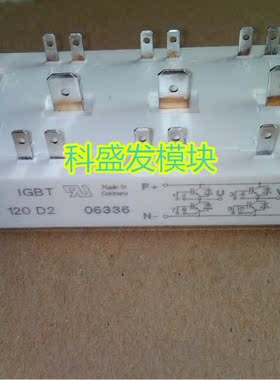 科盛发模块
IGBT
Made in
Germany
P+
U
120 D2
06336
N-